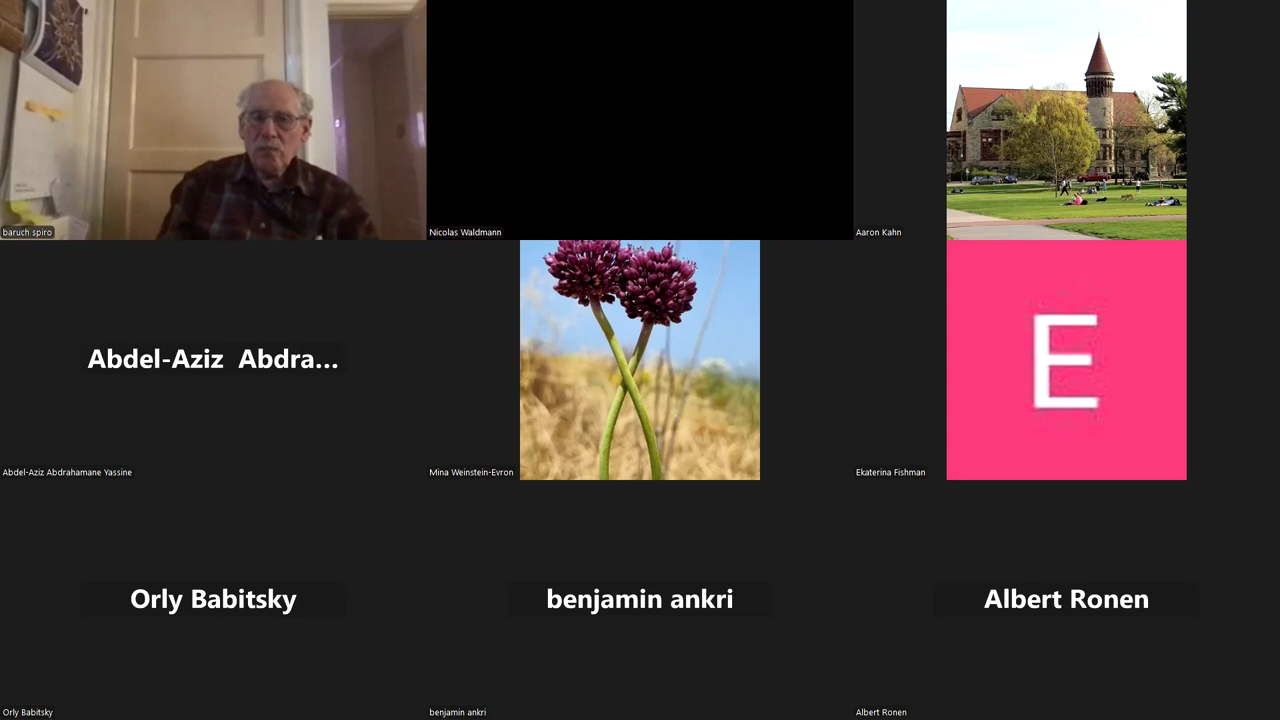 baruch spiro
Nicolas Waldmann
Aaron Kahn
Abdel-Aziz Abdra...
Abdel-Aziz Abdrahamane Yassine
Mina Weinstein-Evron
E
Ekaterina Fishman
Orly Babitsky
benjamin ankri
Albert Ronen
Orly Babitsky
benjamin ankri
Albert Ronen